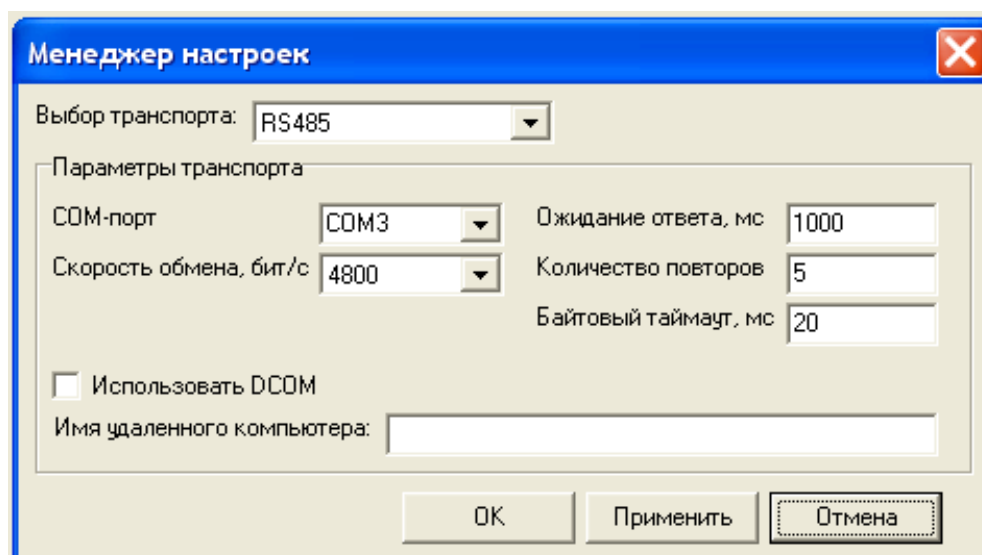 Менеджер настроек
Выбор транспорта: RS485
Параметры транспорта
COM-порт COM3 Ожидание ответа, мс 1000
Скорость обмена, бит/с 4800 Количество повторов 5
Байтовый таймаут, мс 20
Использовать DCOM
Имя удаленного компьютера:
OK Применить Отмена